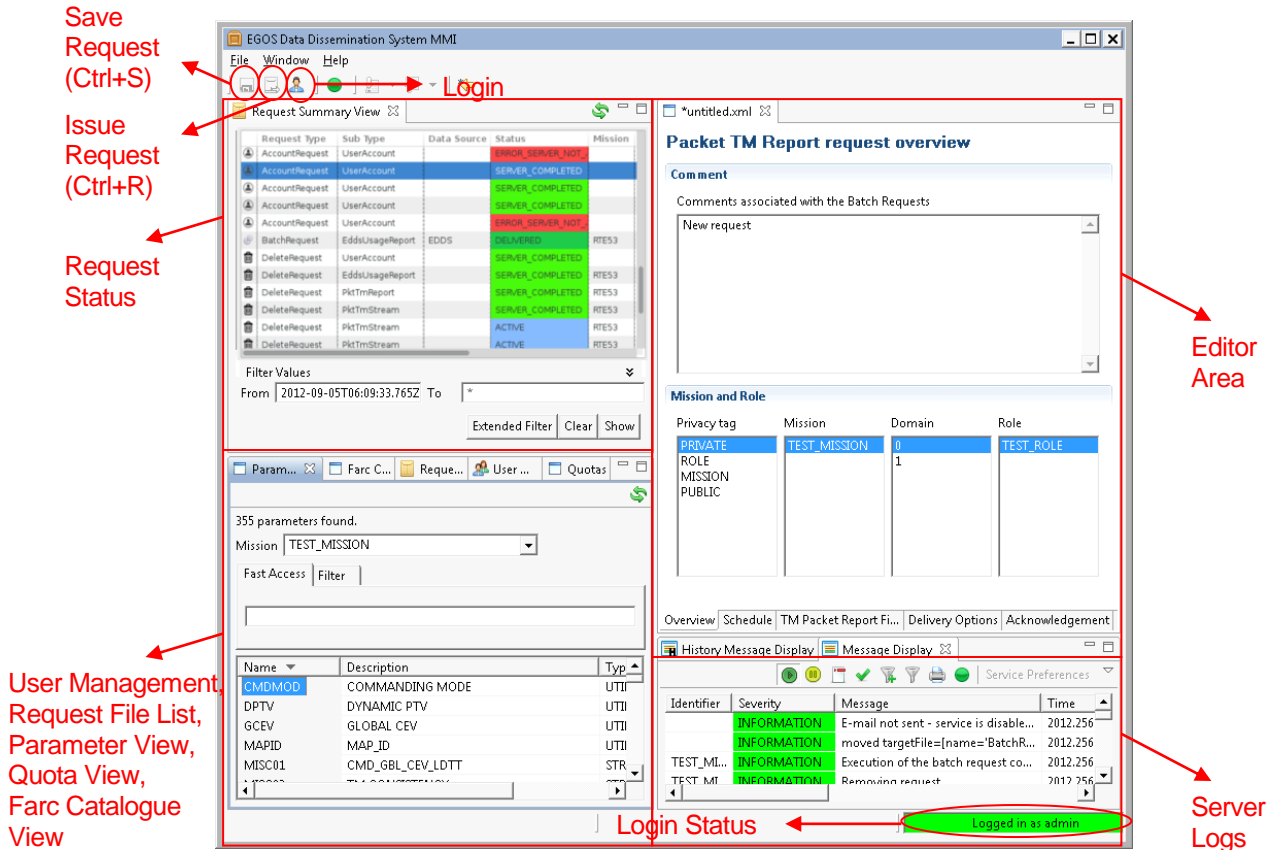 Save
Request
(Ctrl+S)
Issue
Request
(Ctrl+R)
Request
Status
User Management,
Request File List,
Parameter View,
Quota View,
Farc Catalogue
View
EGOS Data Dissemination System MMI
File Window Help
Login
Request Summary View
Request Type Sub Type Data Source Status Mission
AccountRequest UserAccount ERROR_SERVER_NOT_
AccountRequest UserAccount SERVER_COMPLETED
AccountRequest UserAccount SERVER_COMPLETED
AccountRequest UserAccount SERVER_COMPLETED
AccountRequest UserAccount ERROR_SERVER_NOT_
BatchRequest EddsUsageReport EDDS DELIVERED RTE53
DeleteRequest UserAccount SERVER_COMPLETED
DeleteRequest EddsUsageReport SERVER_COMPLETED RTE53
DeleteRequest PktTmReport SERVER_COMPLETED RTE53
DeleteRequest PktTmStream SERVER_COMPLETED RTE53
DeleteRequest PktTmStream ACTIVE RTE53
DeleteRequest PktTmStream ACTIVE RTE53
Filter Values
From 2012-09-05T06:09:33.765Z To *
Extended Filter Clear Show
Param... Farc C... Reque... User ... Quotas
355 parameters found.
Mission TEST_MISSION
Fast Access Filter
Name Description Typ
CMDMOD COMMANDING MODE UTII
DPTV DYNAMIC PTV UTII
GCEV GLOBAL CEV UTII
MAPID MAP_ID UTII
MISC01 CMD_GBL_CEV_LDTT STR
*untitled.xml
Packet TM Report request overview
Comment
Comments associated with the Batch Requests
New request
Mission and Role
Privacy tag Mission Domain Role
PRIVATE TEST_MISSION 0 TEST_ROLE
ROLE 1
MISSION
PUBLIC
Overview Schedule TM Packet Report Fi... Delivery Options Acknowledgement
History Message Display Message Display
Service Preferences
Identifier Severity Message Time
INFORMATION E-mail not sent - service is disable... 2012.256
INFORMATION moved targetFile=[name='BatchR... 2012.256
TEST_MI... INFORMATION Execution of the batch request co... 2012.256
TEST_MI INFORMATION Removing request 2012.256
Login Status
Logged in as admin
Editor
Area
Server
Logs